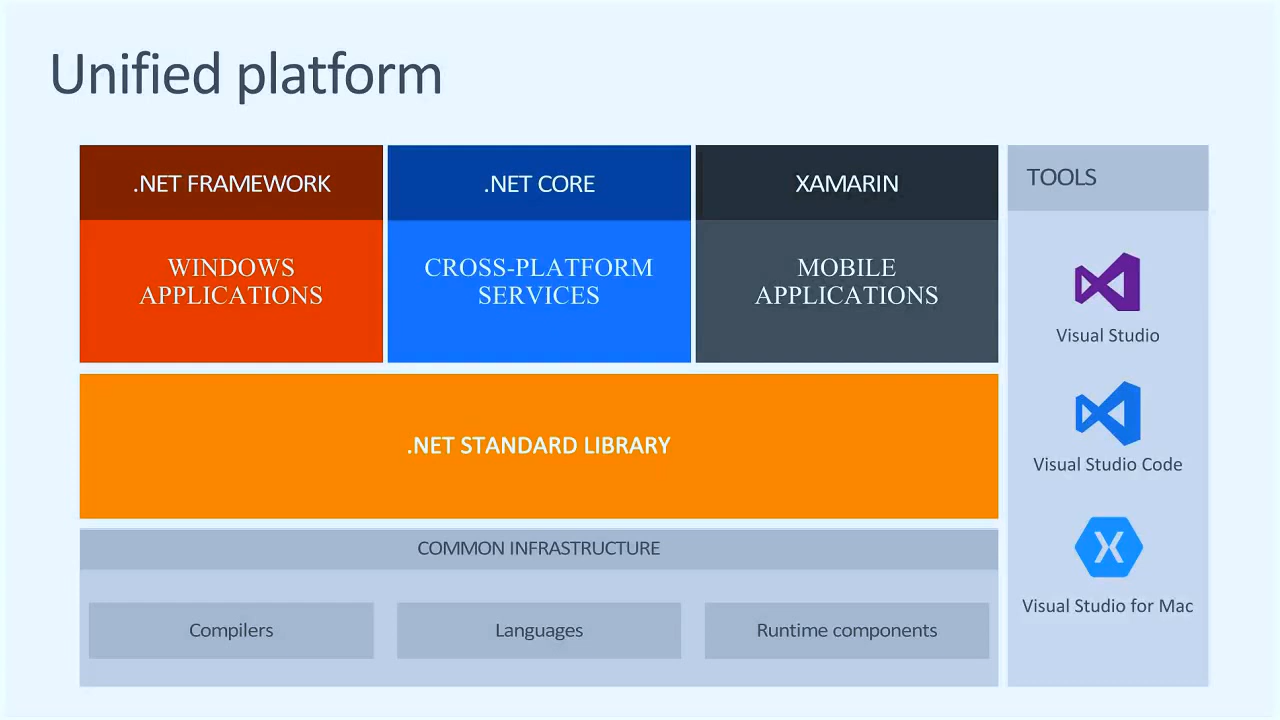 Unified platform
.NET FRAMEWORK
WINDOWS
APPLICATIONS
.NET CORE
CROSS-PLATFORM
SERVICES
XAMARIN
MOBILE
APPLICATIONS
.NET STANDARD LIBRARY
COMMON INFRASTRUCTURE
Compilers
Languages
Runtime components
TOOLS
Visual Studio
Visual Studio Code
Visual Studio for Mac